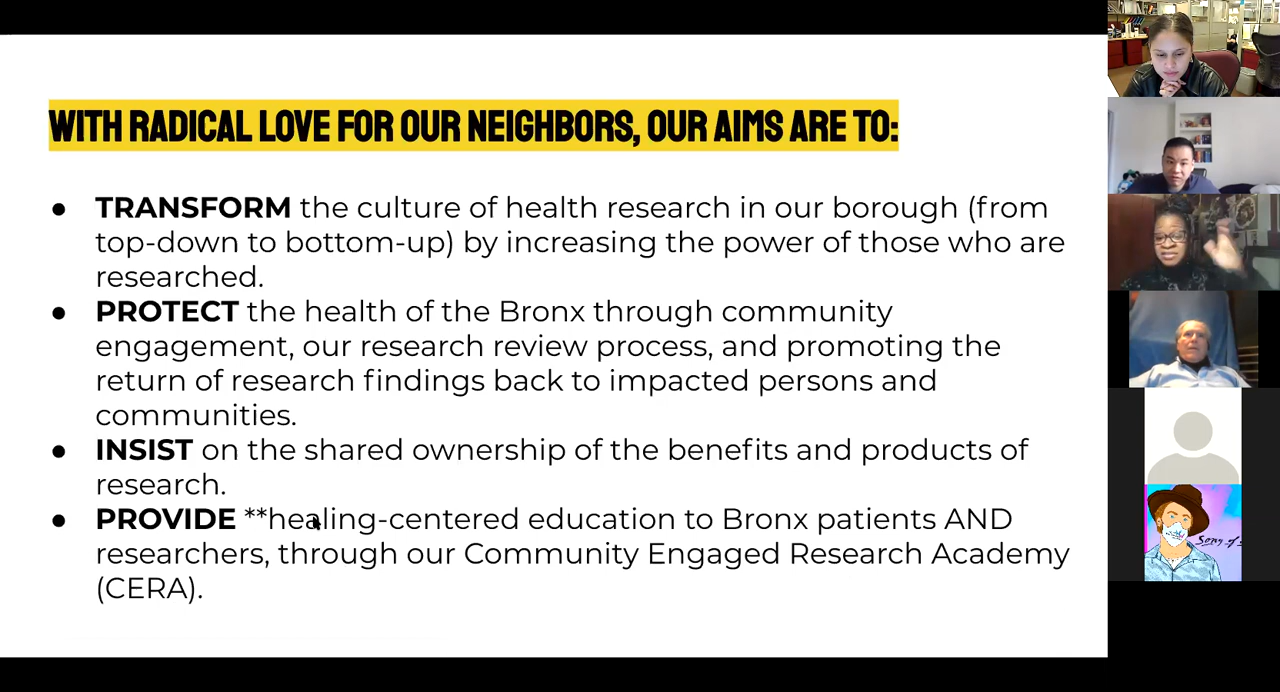 WITH RADICAL LOVE FOR OUR NEIGHBORS, OUR AIMS ARE TO:
● TRANSFORM the culture of health research in our borough (from
top-down to bottom-up) by increasing the power of those who are
researched.
● PROTECT the health of the Bronx through community
engagement, our research review process, and promoting the
return of research findings back to impacted persons and
communities.
● INSIST on the shared ownership of the benefits and products of
research.
● PROVIDE **healing-centered education to Bronx patients AND
researchers, through our Community Engaged Research Academy
(CERA).
Song of